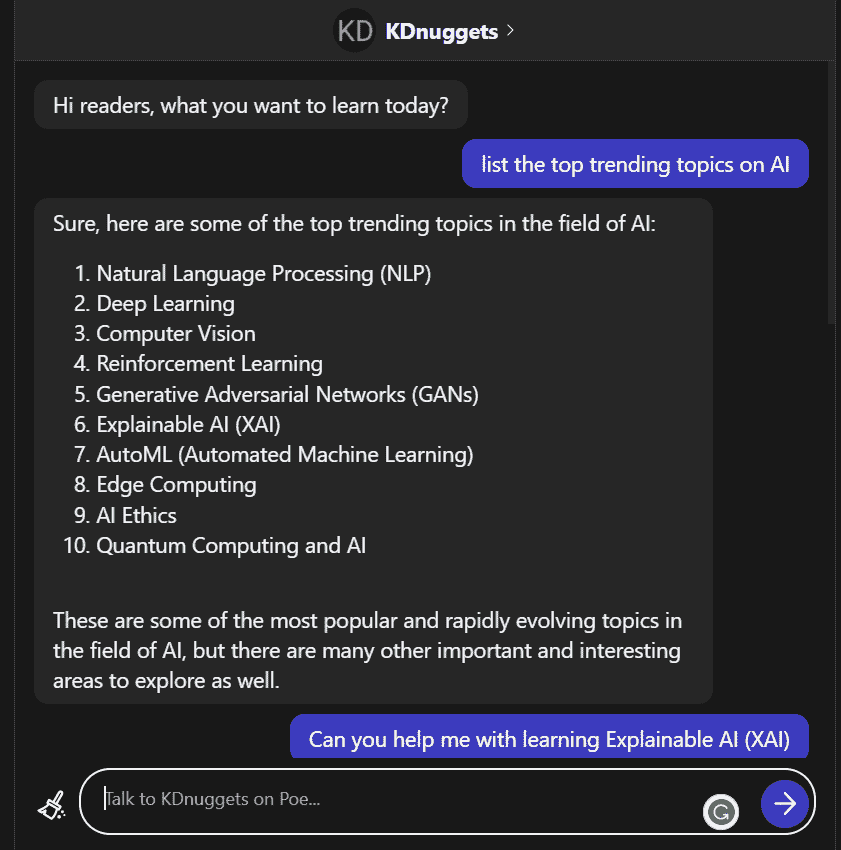 KD KDnuggets
Hi readers, what you want to learn today?
list the top trending topics on AI
Sure, here are some of the top trending topics in the field of AI:
1. Natural Language Processing (NLP)
2. Deep Learning
3. Computer Vision
4. Reinforcement Learning
5. Generative Adversarial Networks (GANs)
6. Explainable AI (XAI)
7. AutoML (Automated Machine Learning)
8. Edge Computing
9. AI Ethics
10. Quantum Computing and AI
These are some of the most popular and rapidly evolving topics in
the field of AI, but there are many other important and interesting
areas to explore as well.
Can you help me with learning Explainable AI (XAI)
Talk to KDnuggets on Poe...